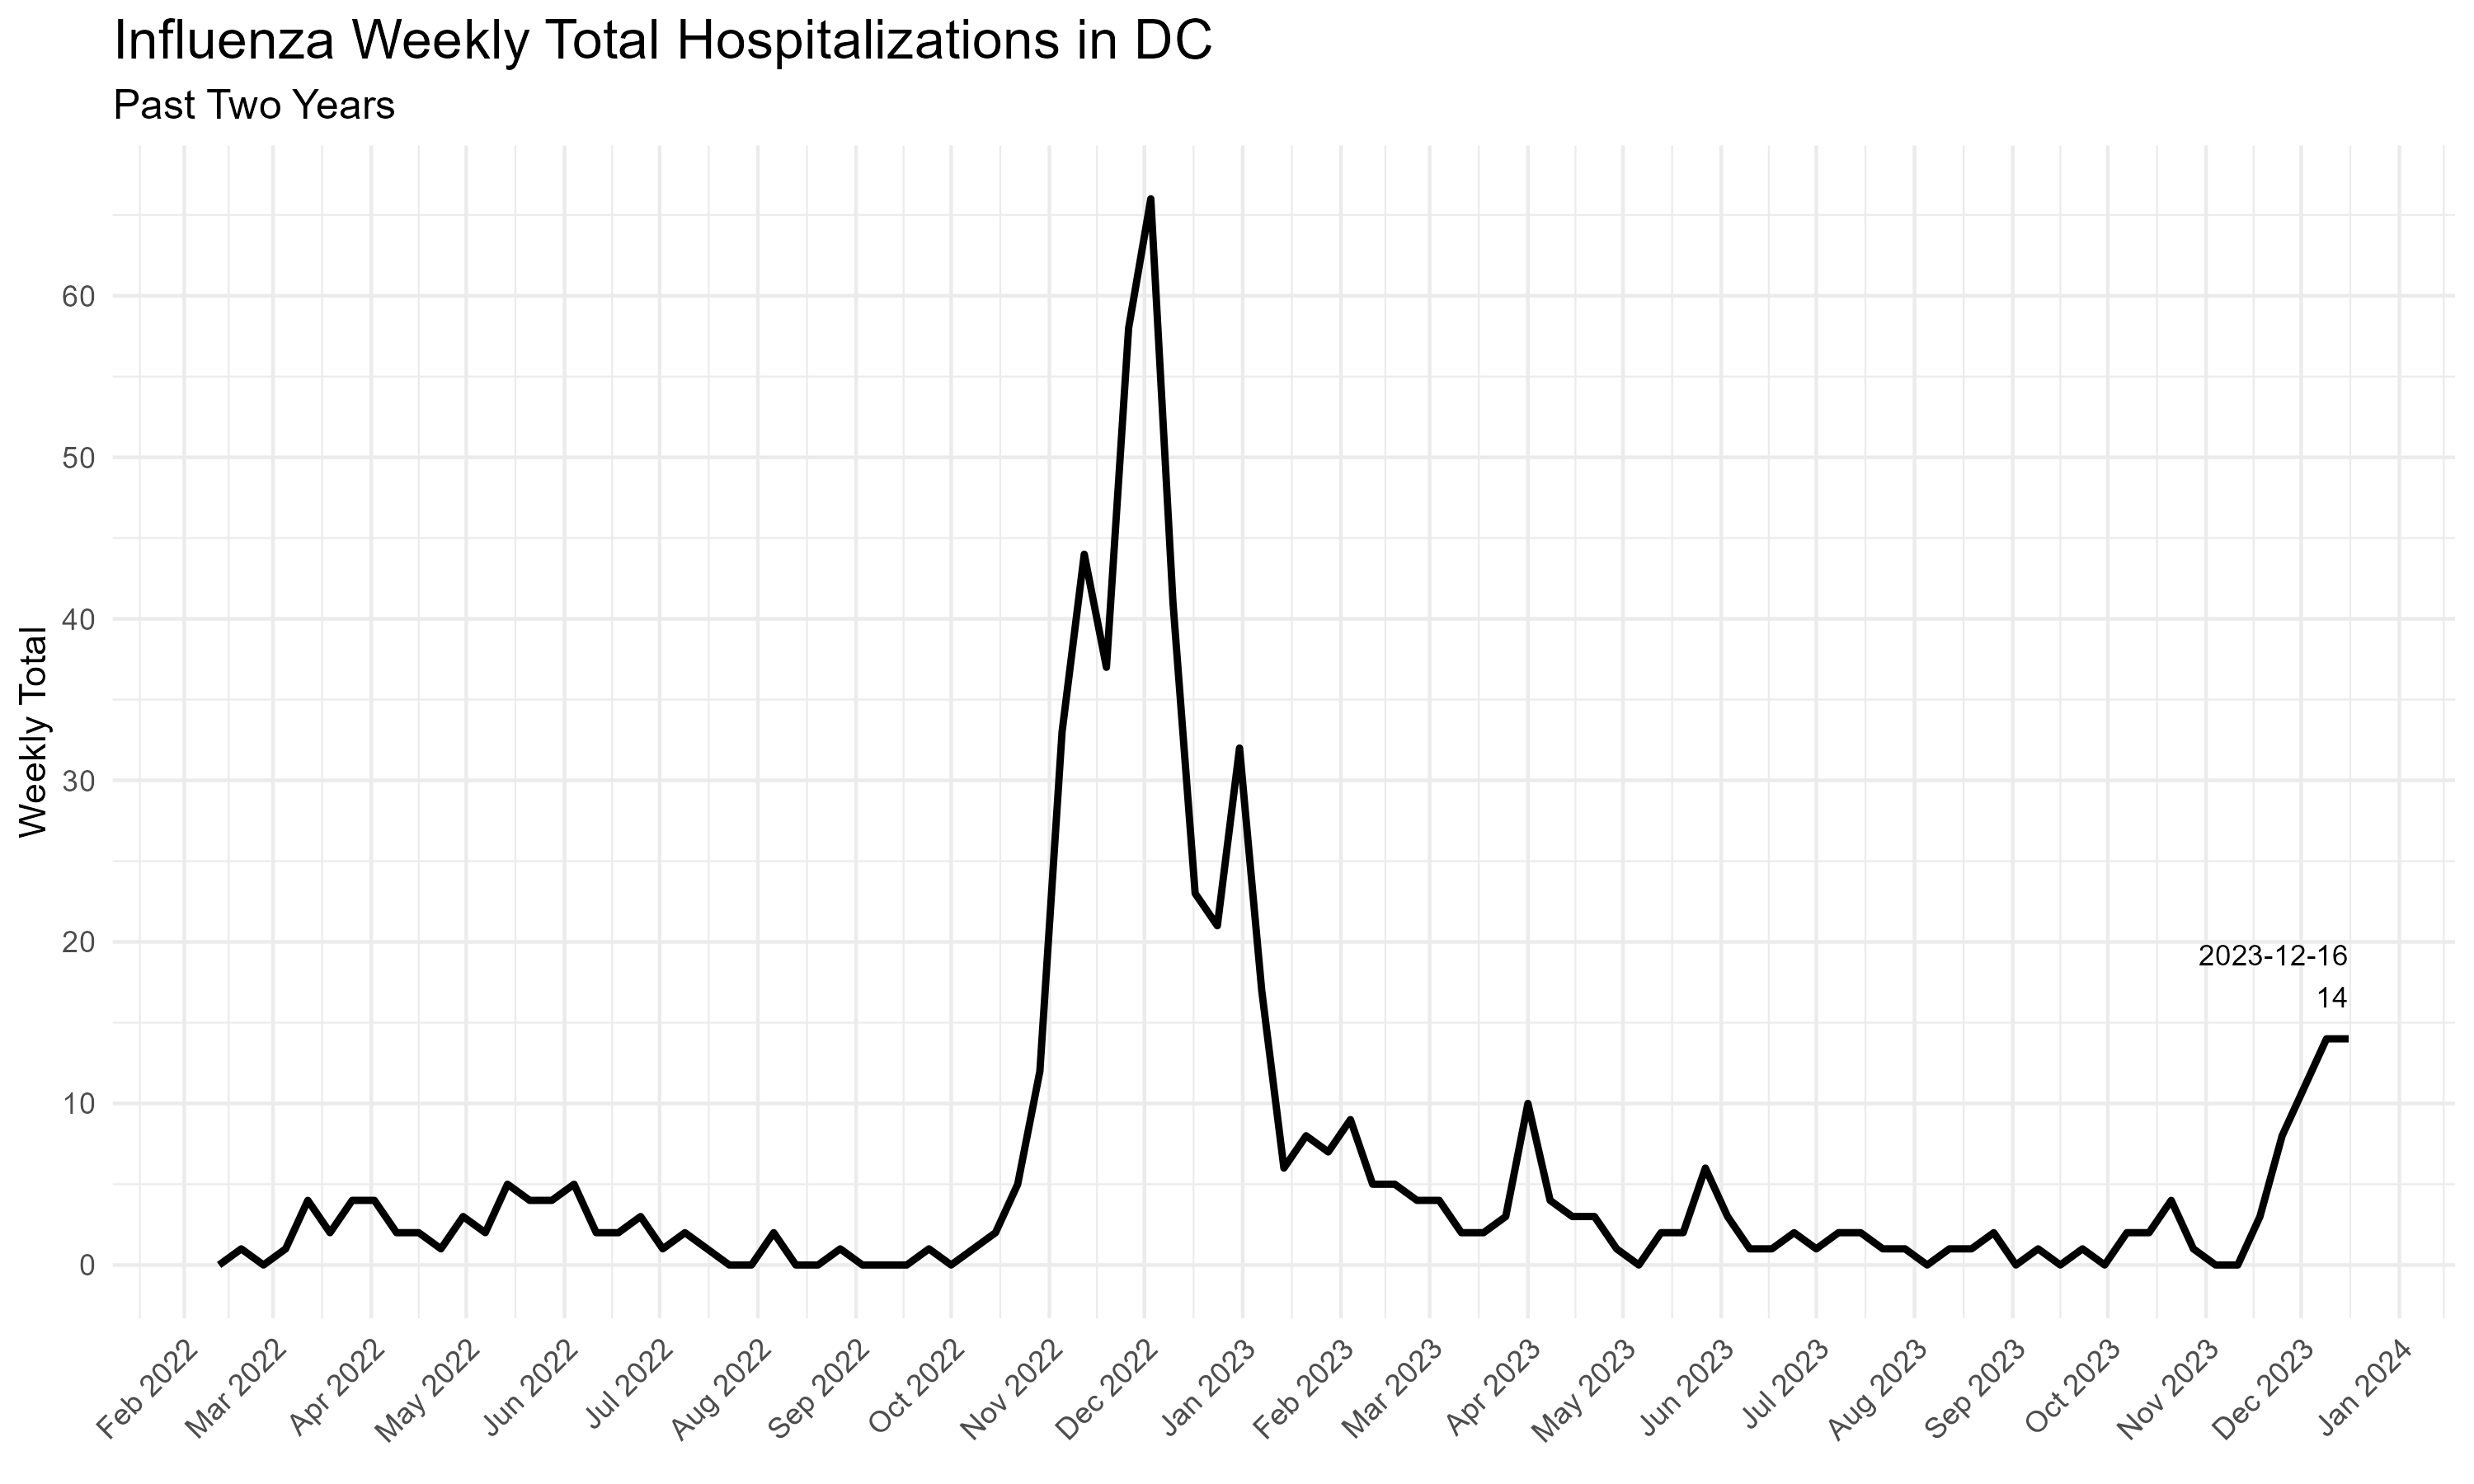 Influenza Weekly Total Hospitalizations in DC
Past Two Years
Weekly Total
60
50
40
30
20
10
0
2023-12-16
14
Feb 2022
Mar 2022
Apr 2022
May 2022
Jun 2022
Jul 2022
Aug 2022
Sep 2022
Oct 2022
Nov 2022
Dec 2022
Jan 2023
Feb 2023
Mar 2023
Apr 2023
May 2023
Jun 2023
Jul 2023
Aug 2023
Sep 2023
Oct 2023
Nov 2023
Dec 2023
Jan 2024